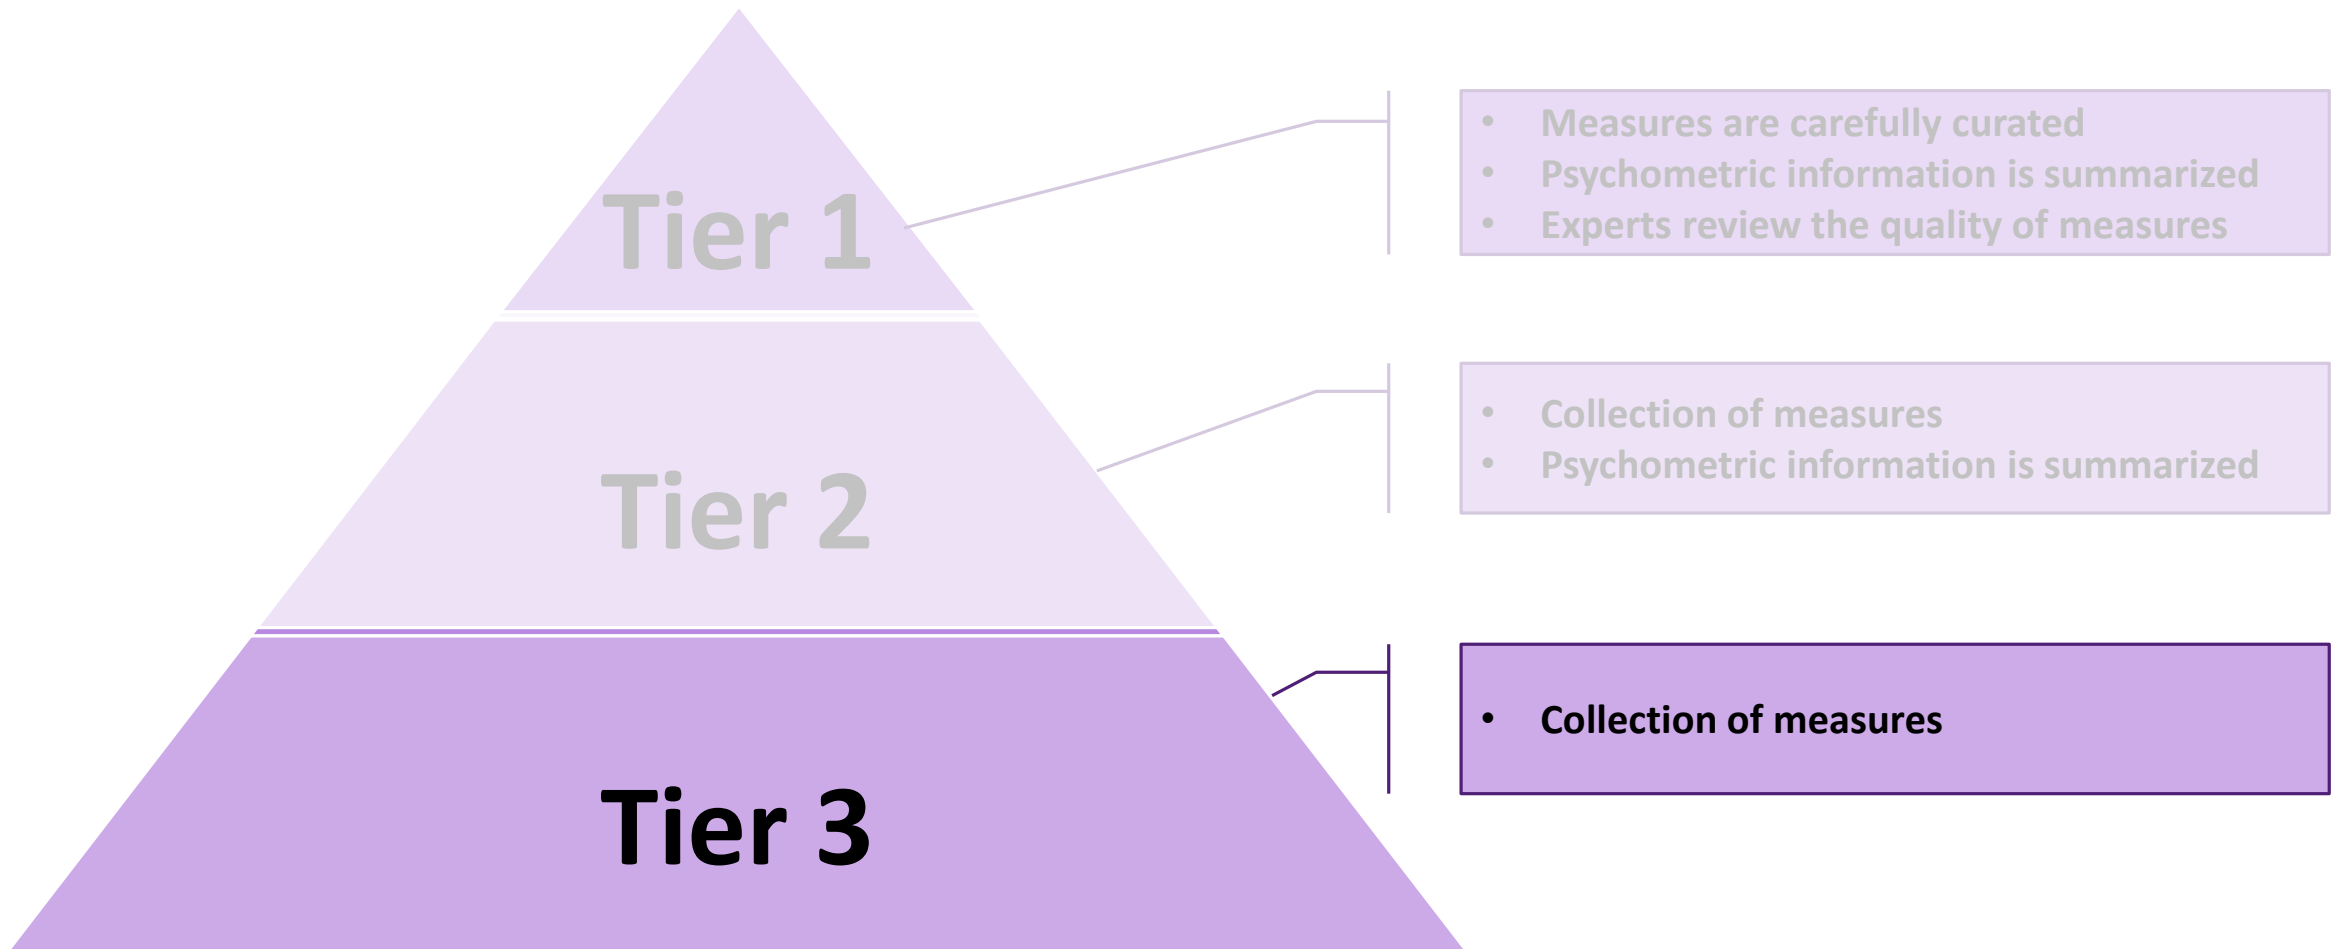 Tier 1
• Measures are carefully curated
• Psychometric information is summarized
• Experts review the quality of measures
Tier 2
• Collection of measures
• Psychometric information is summarized
Tier 3
• Collection of measures